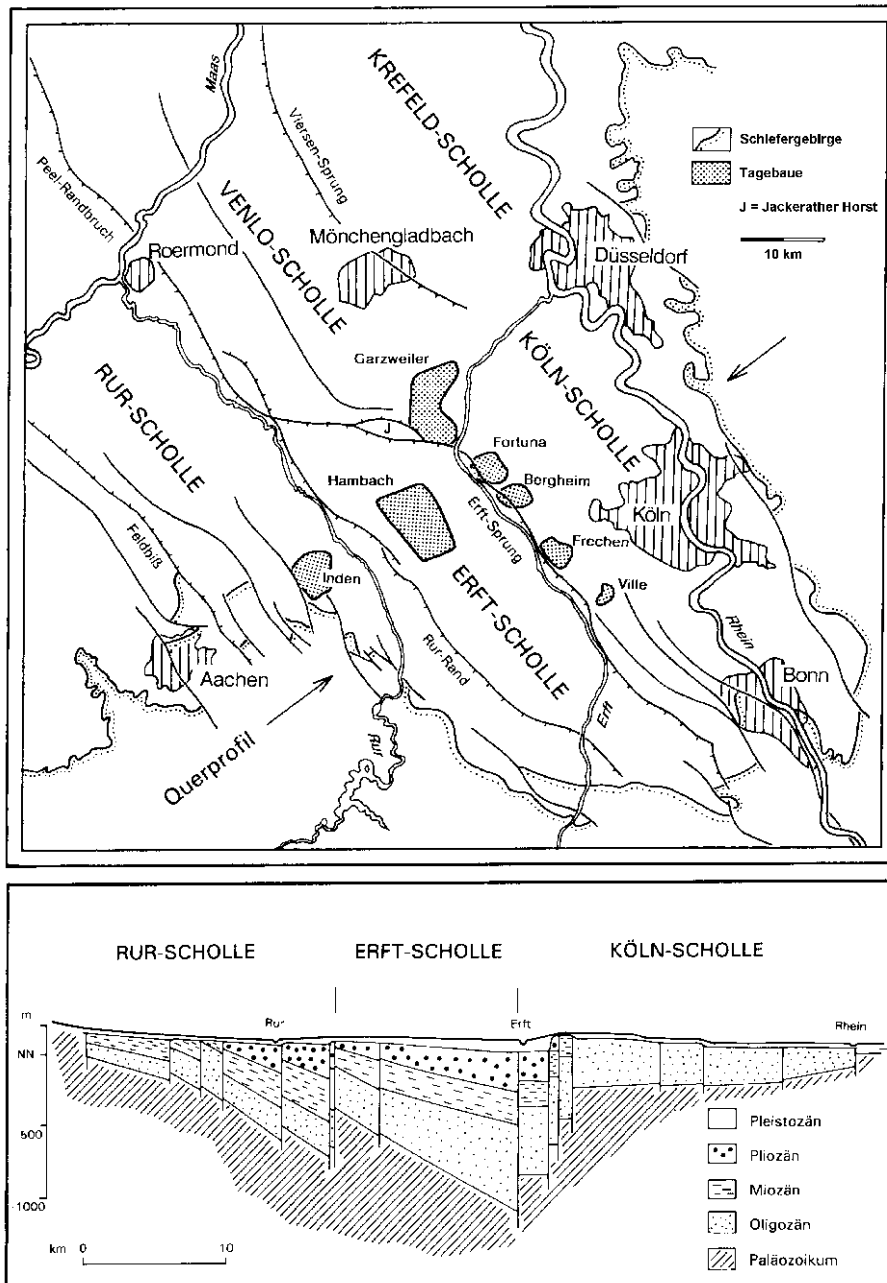 Maas
KREFELD-SCHOLLE
Viersen-Sprung
Peel-Randbruch
VENLO-SCHOLLE
Schiefergebirge
Tagebaue
J = Jackerather Horst
10 km
Roermond
Mönchengladbach
Düsseldorf
Garzweiler
KÖLN-SCHOLLE
RUR-SCHOLLE
J
Fortuna
Hambach
Bergheim
Köln
Erft-Sprung
Feldbiß
Frechen
Inden
ERFT-SCHOLLE
Ville
Rhein
Rur-Rand
Aachen
Bonn
Erft
Querprofil
Rur
RUR-SCHOLLE
ERFT-SCHOLLE
KÖLN-SCHOLLE
m
Rur
Erft
Rhein
NN
500
1000
Pleistozän
Pliozän
Miozän
Oligozän
Paläozoikum
km 0 10